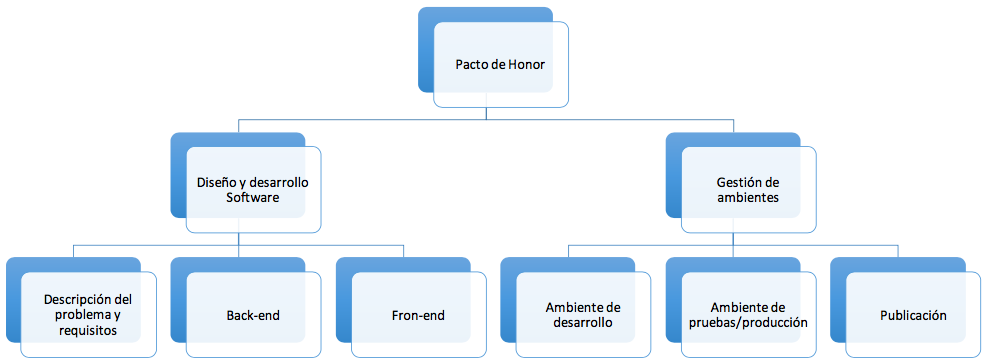 Pacto de Honor
Diseño y desarrollo
Software
Gestión de
ambientes
Descripción del
problema y
requisitos
Back-end
Fron-end
Ambiente de
desarrollo
Ambiente de
pruebas/producción
Publicación